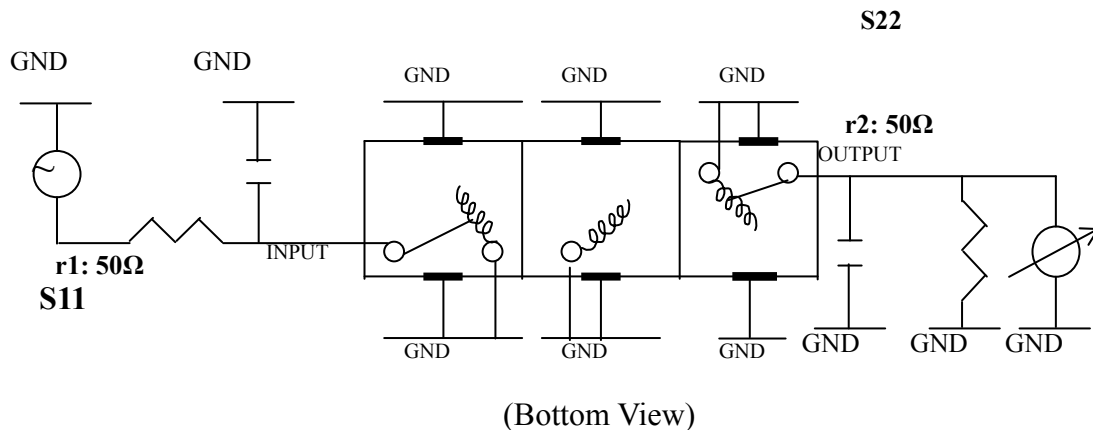 S22
GND
GND
GND
GND
GND
r2: 50Ω
OUTPUT
INPUT
r1: 50Ω
S11
GND
GND
GND
GND
GND
GND
(Bottom View)